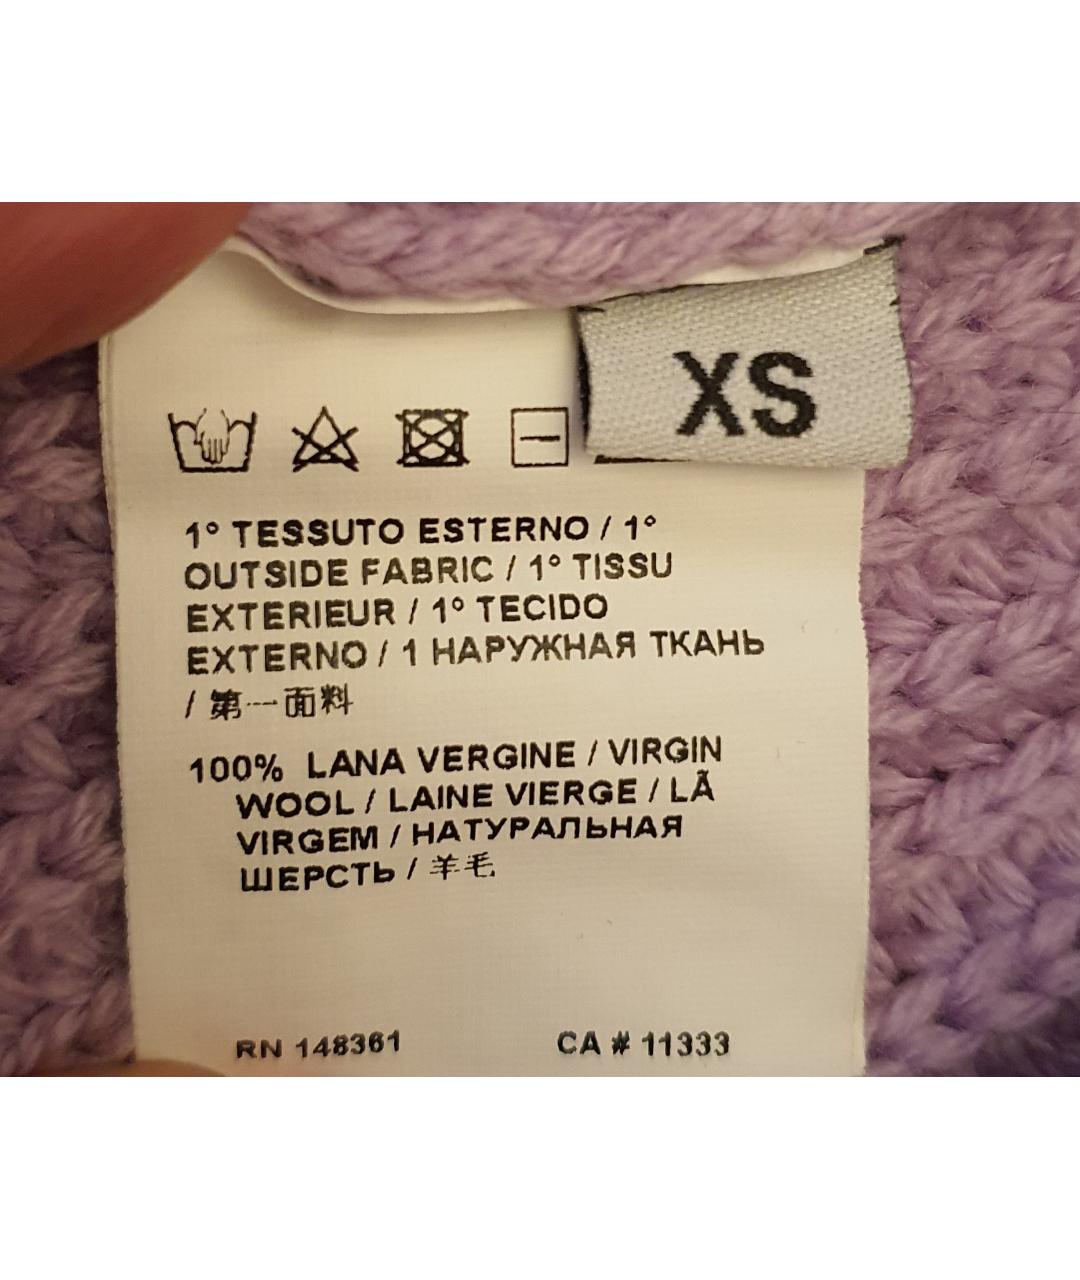 XS
1° TESSUTO ESTERNO / 1°
OUTSIDE FABRIC / 1° TISSU
EXTERIEUR / 1° TECIDO
EXTERNO / 1 НАРУЖНАЯ ТКАНЬ
/ 第一面料
100% LANA VERGINE / VIRGIN
WOOL / LAINE VIERGE / LÃ
VIRGEM / НАТУРАЛЬНАЯ
ШЕРСТЬ / 羊毛
RN 148361 CA # 11333